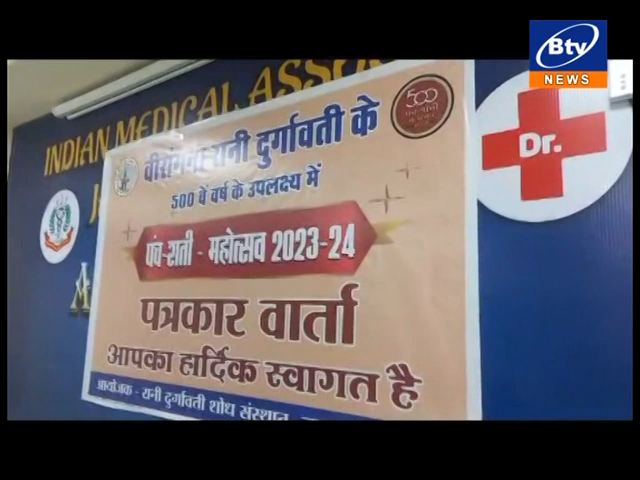 Btv
NEWS
INDIAN MEDICAL ASSOC
Dr.
500
वीरांगना रानी दुर्गावती के
500 वें वर्ष के उपलक्ष्य में
पंच-शती - महोत्सव 2023-24
पत्रकार वार्ता
आपका हार्दिक स्वागत है
आयोजक - रानी दुर्गावती शोध संस्थान